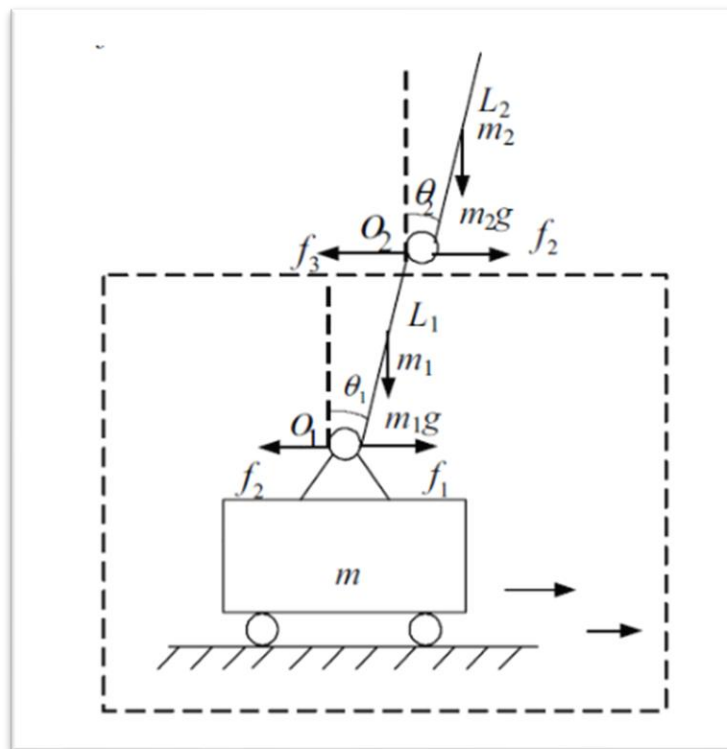 L₂
m₂
θ₂
m₂g
O₂
f₂
f₃
L₁
m₁
θ₁
m₁g
O₁
f₂
f₁
m